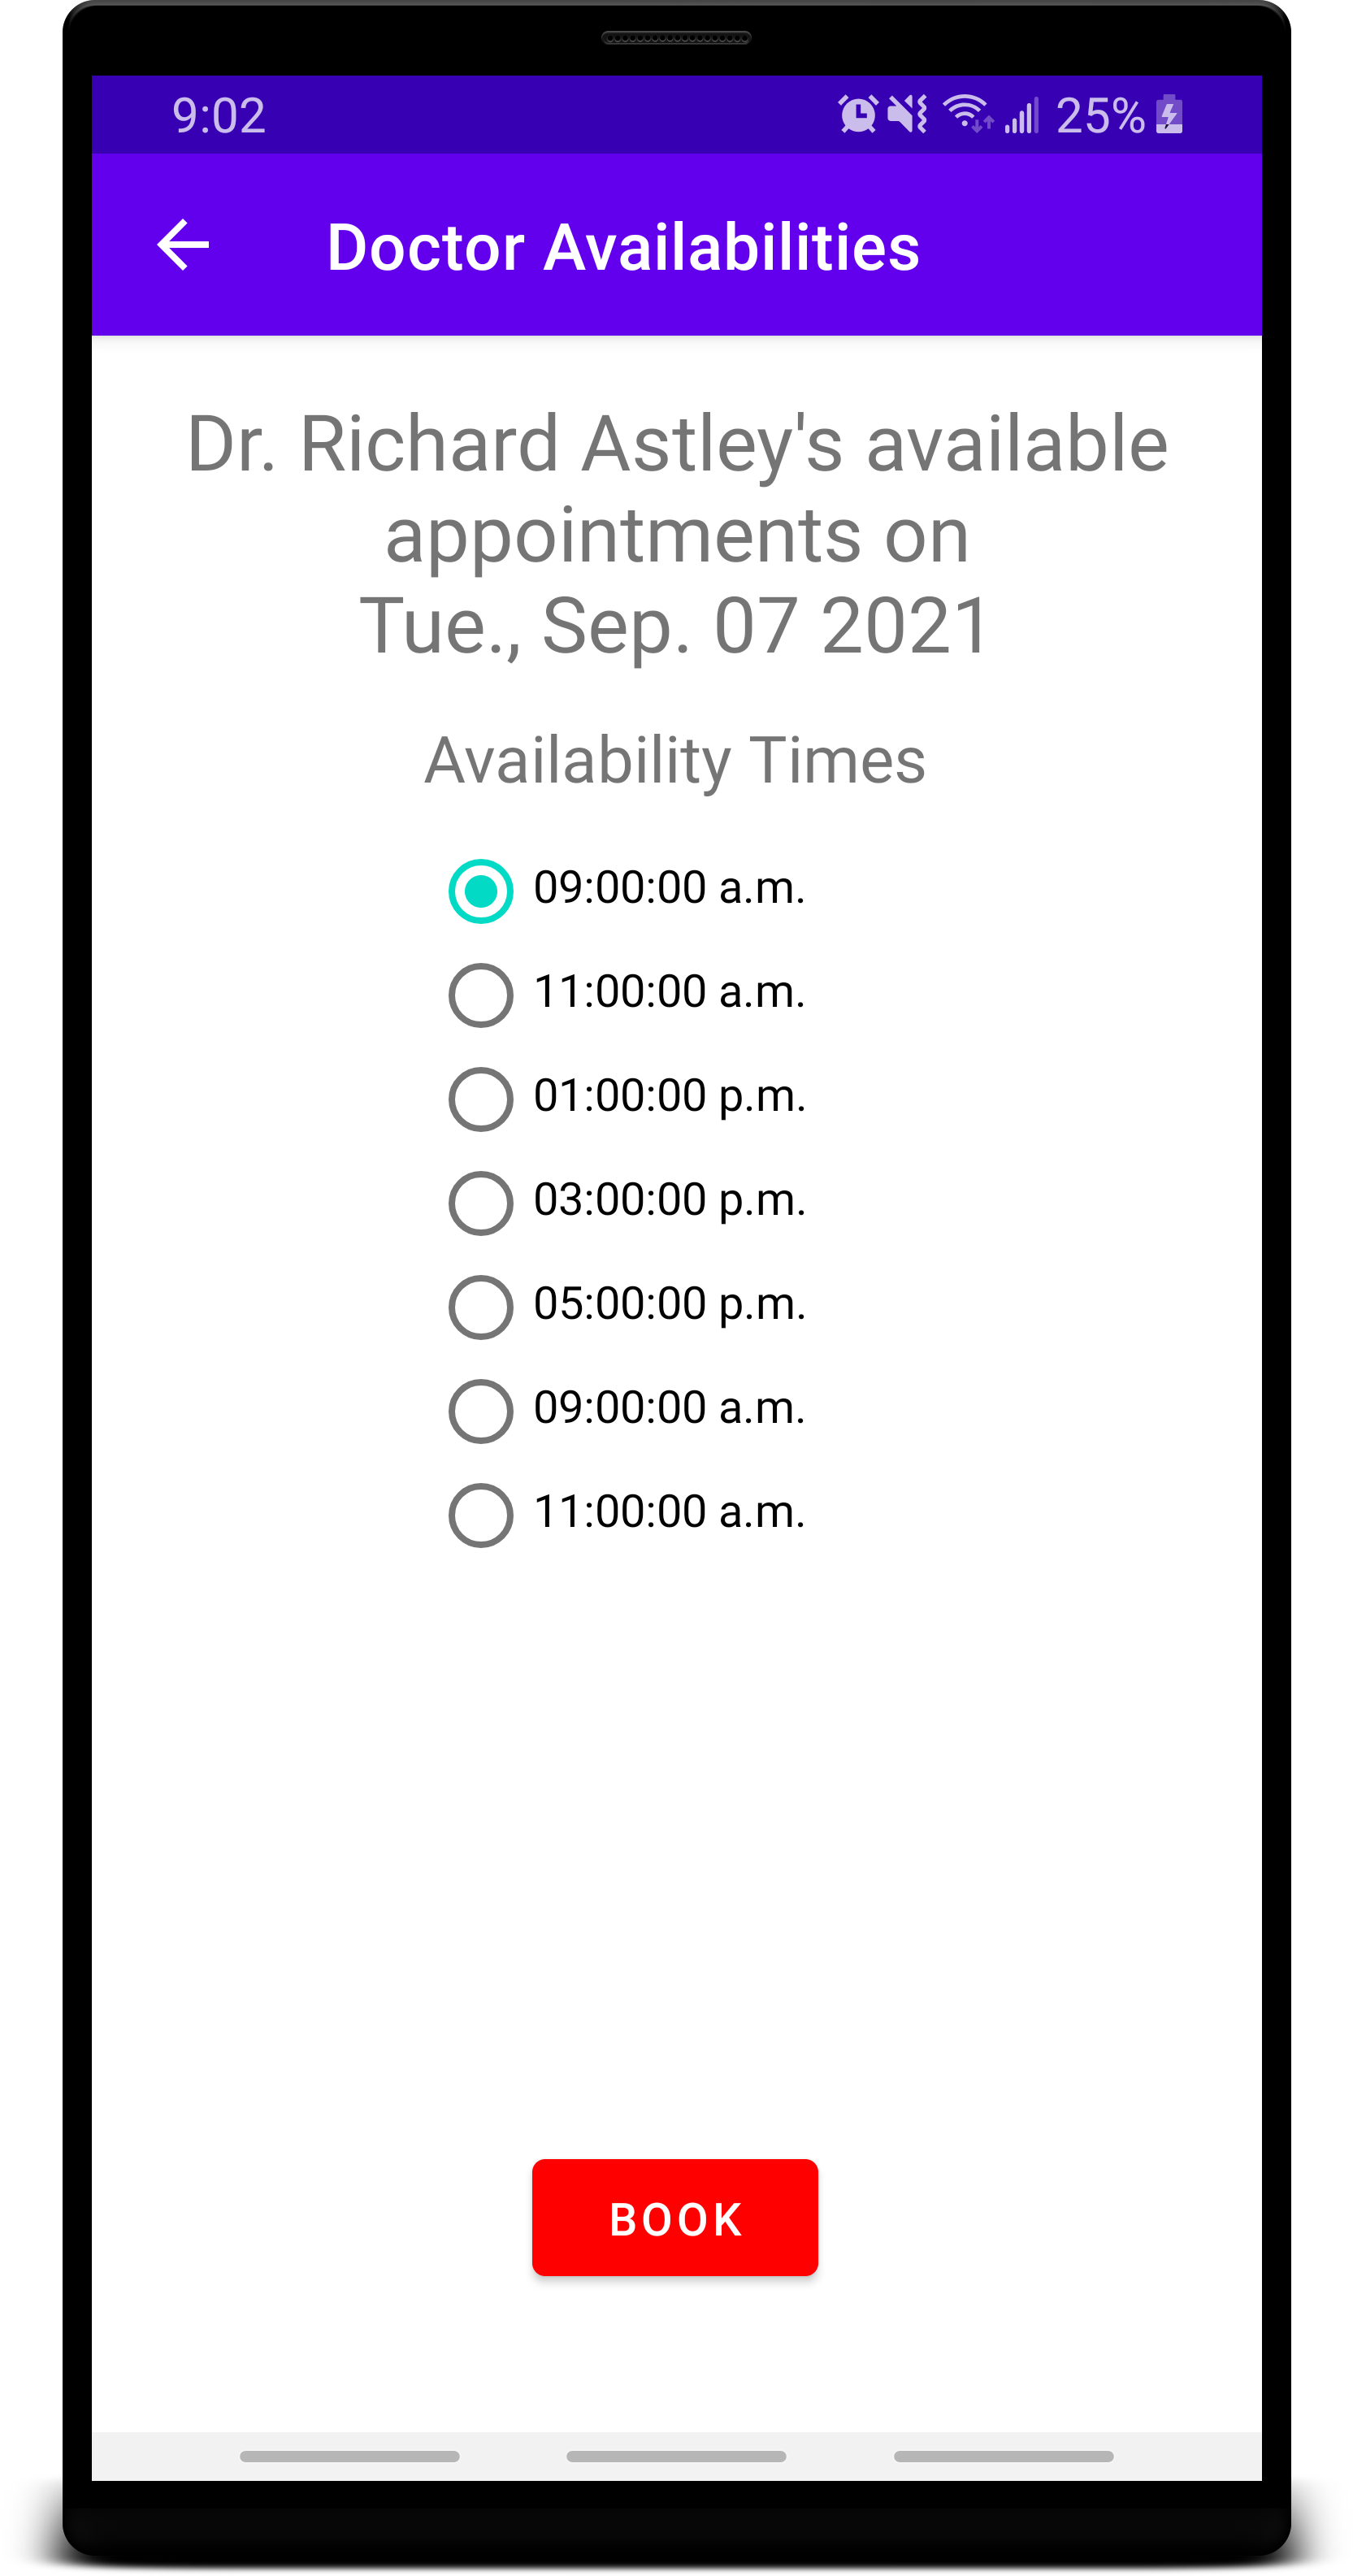 9:02 25%
Doctor Availabilities
Dr. Richard Astley's available
appointments on
Tue., Sep. 07 2021
Availability Times
09:00:00 a.m.
11:00:00 a.m.
01:00:00 p.m.
03:00:00 p.m.
05:00:00 p.m.
09:00:00 a.m.
11:00:00 a.m.
BOOK